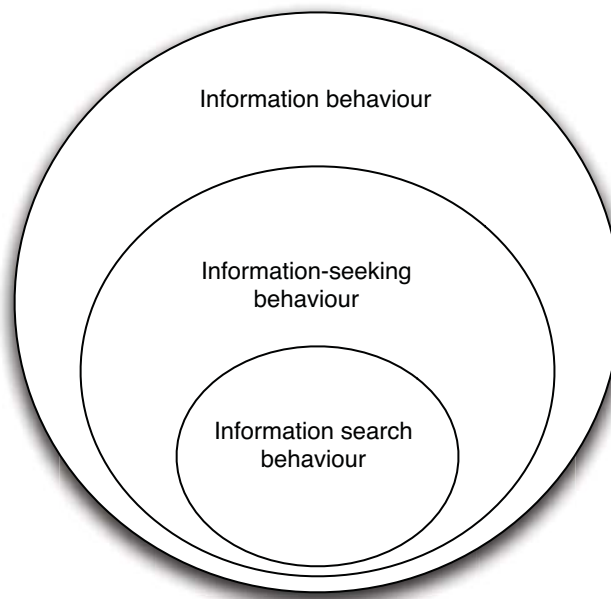 Information behaviour
Information-seeking
behaviour
Information search
behaviour